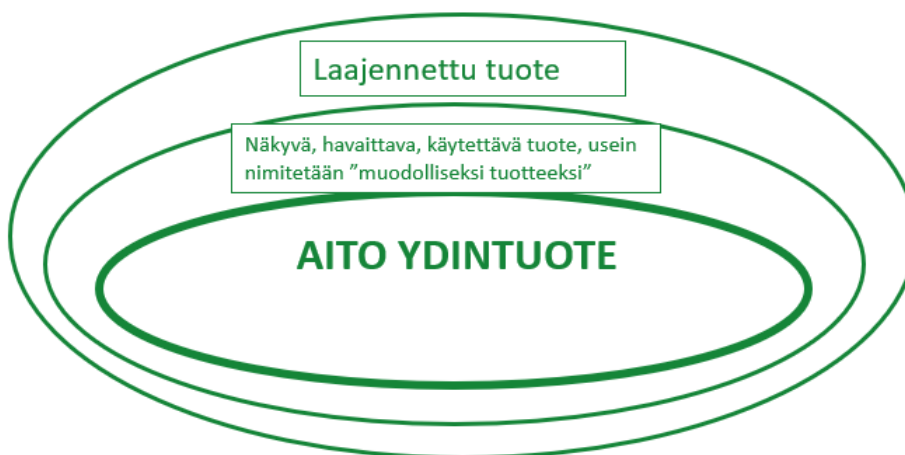 Laajennettu tuote
Näkyvä, havaittava, käytettävä tuote, usein
nimitetään ”muodolliseksi tuotteeksi”
AITO YDINTUOTE